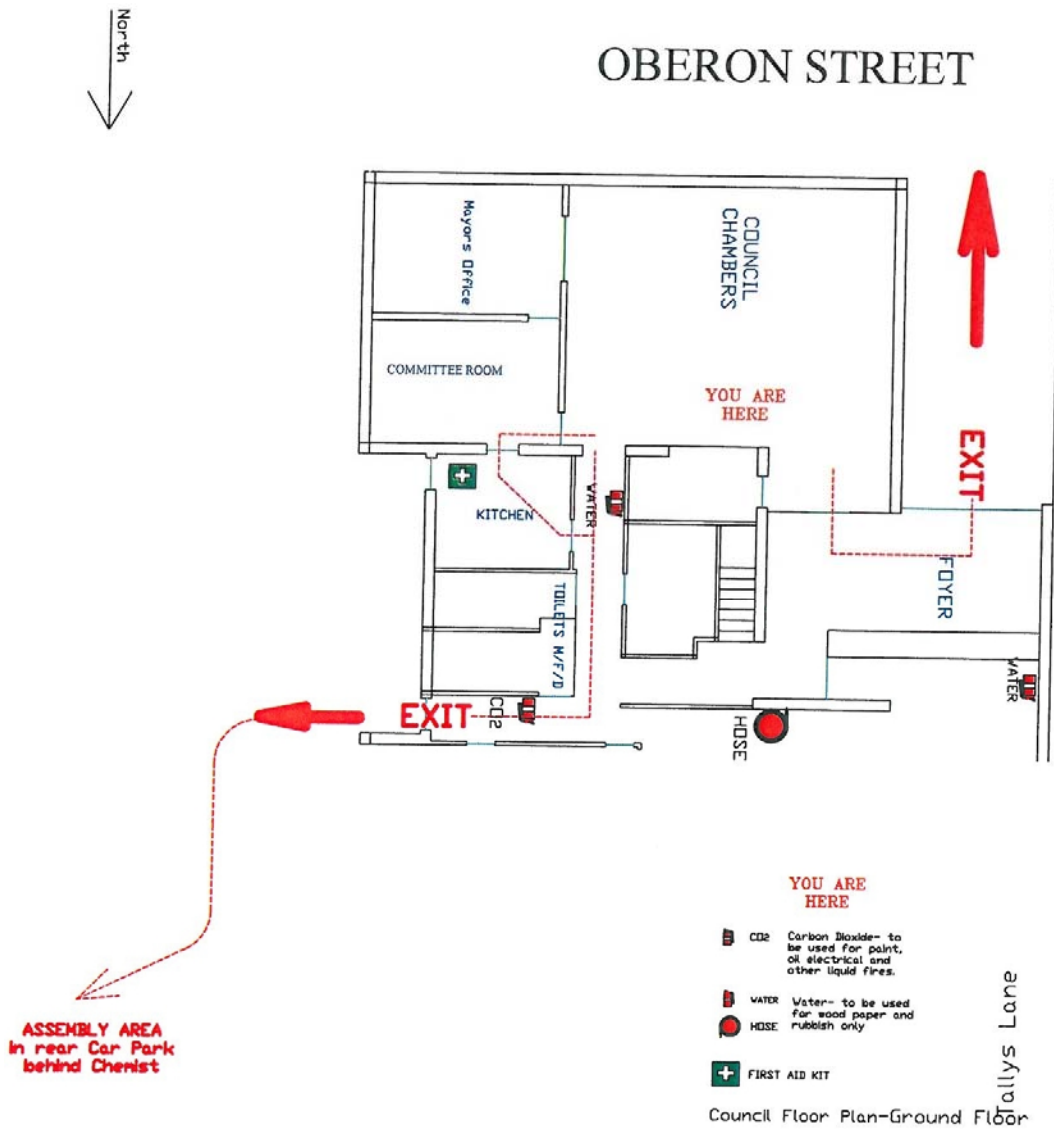 North
OBERON STREET
Mayors Office
COUNCIL
CHAMBERS
COMMITTEE ROOM
YOU ARE
HERE
EXIT
WATER
KITCHEN
FOYER
TOILETS M/F/D
WATER
CO2
EXIT
HOSE
YOU ARE
HERE
CO2 Carbon Dioxide- to
be used for paint,
oil electrical and
other liquid fires.
WATER Water- to be used
for wood paper and
HOSE rubbish only
FIRST AID KIT
Tallys Lane
Council Floor Plan-Ground Floor
ASSEMBLY AREA
in rear Car Park
behind Chemist